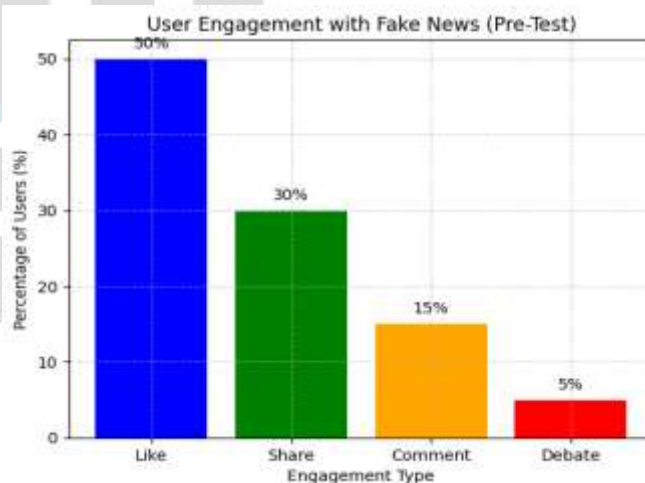 User Engagement with Fake News (Pre-Test)
50%
50
40
30%
30
20
15%
10
5%
0
Percentage of Users (%)
Like Share Comment Debate
Engagement Type